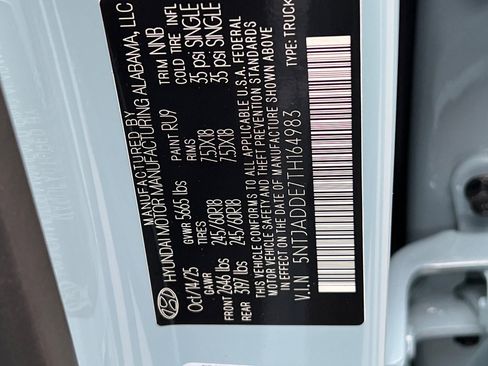 MANUFACTURED BY
HYUNDAI MOTOR MANUFACTURING ALABAMA, LLC
Oct/14/25 GVWR 5665 lbs PAINT RU9 TRIM NNB
GAWR TIRES RIMS COLD TIRE INFL
FRONT 2646 lbs 245/60R18 7.5JX18 35 psi SINGLE
REAR 3197 lbs 245/60R18 7.5JX18 35 psi SINGLE
THIS VEHICLE CONFORMS TO ALL APPLICABLE U.S.A. FEDERAL
MOTOR VEHICLE SAFETY AND THEFT PREVENTION STANDARDS
IN EFFECT ON THE DATE OF MANUFACTURE SHOWN ABOVE
V.I.N 5NTJADDE7TH164983 TYPE: TRUCK